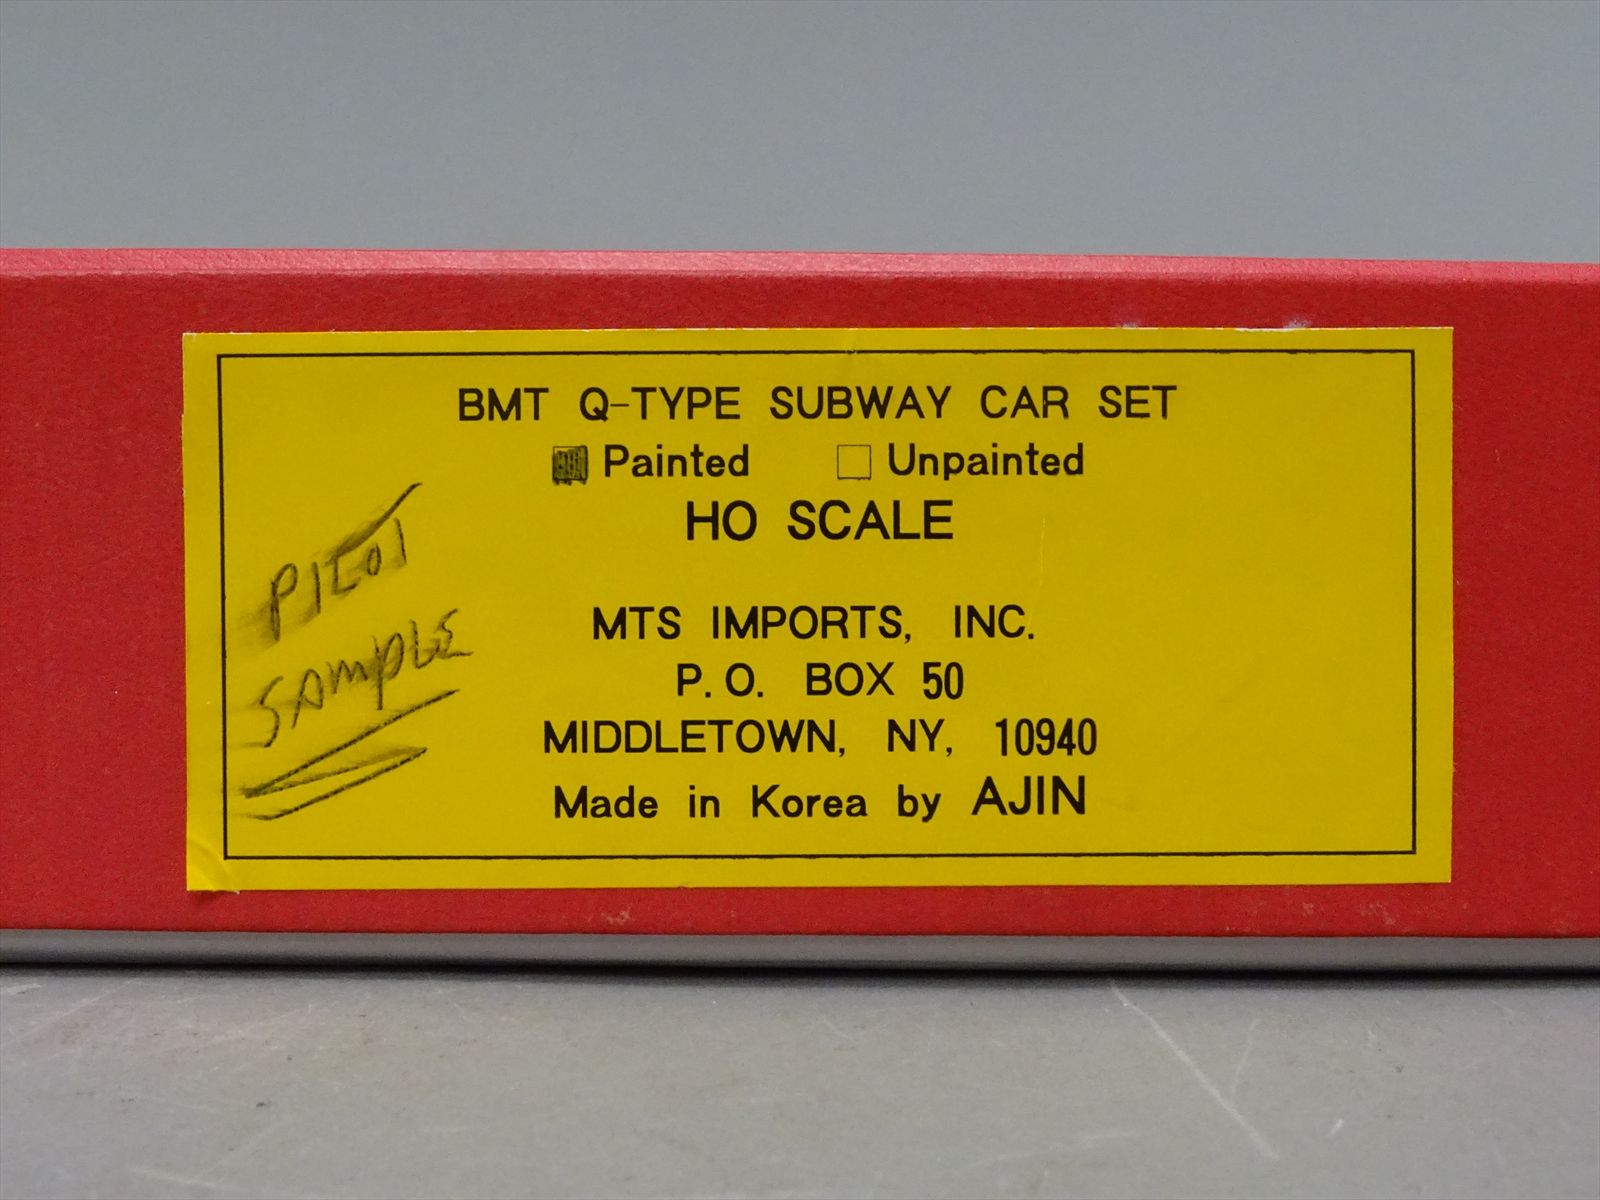 BMT Q-TYPE SUBWAY CAR SET
Painted Unpainted
HO SCALE
PILOT
SAMPLE
MTS IMPORTS, INC.
P.O. BOX 50
MIDDLETOWN, NY, 10940
Made in Korea by AJIN